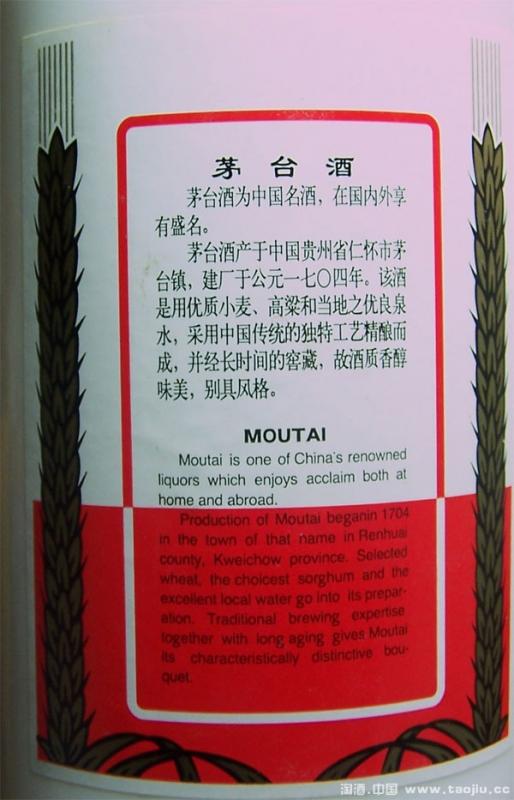 茅台酒
茅台酒为中国名酒，在国内外享
有盛名。
茅台酒产于中国贵州省仁怀市茅
台镇，建厂于公元一七〇四年。该酒
是用优质小麦、高粱和当地之优良泉
水，采用中国传统的独特工艺精酿而
成，并经长时间的窖藏，故酒质香醇
味美，别具风格。
MOUTAI
Moutai is one of China's renowned
liquors which enjoys acclaim both at
home and abroad.
Production of Moutai beganin 1704
in the town of that name in Renhuai
county, Kweichow province. Selected
wheat, the choicest sorghum and the
excellent local water go into its prepar-
ation. Traditional brewing expertise
together with long aging gives Moutai
its characteristically distinctive bou-
quet.
淘酒.中国 www.taojiu.cc